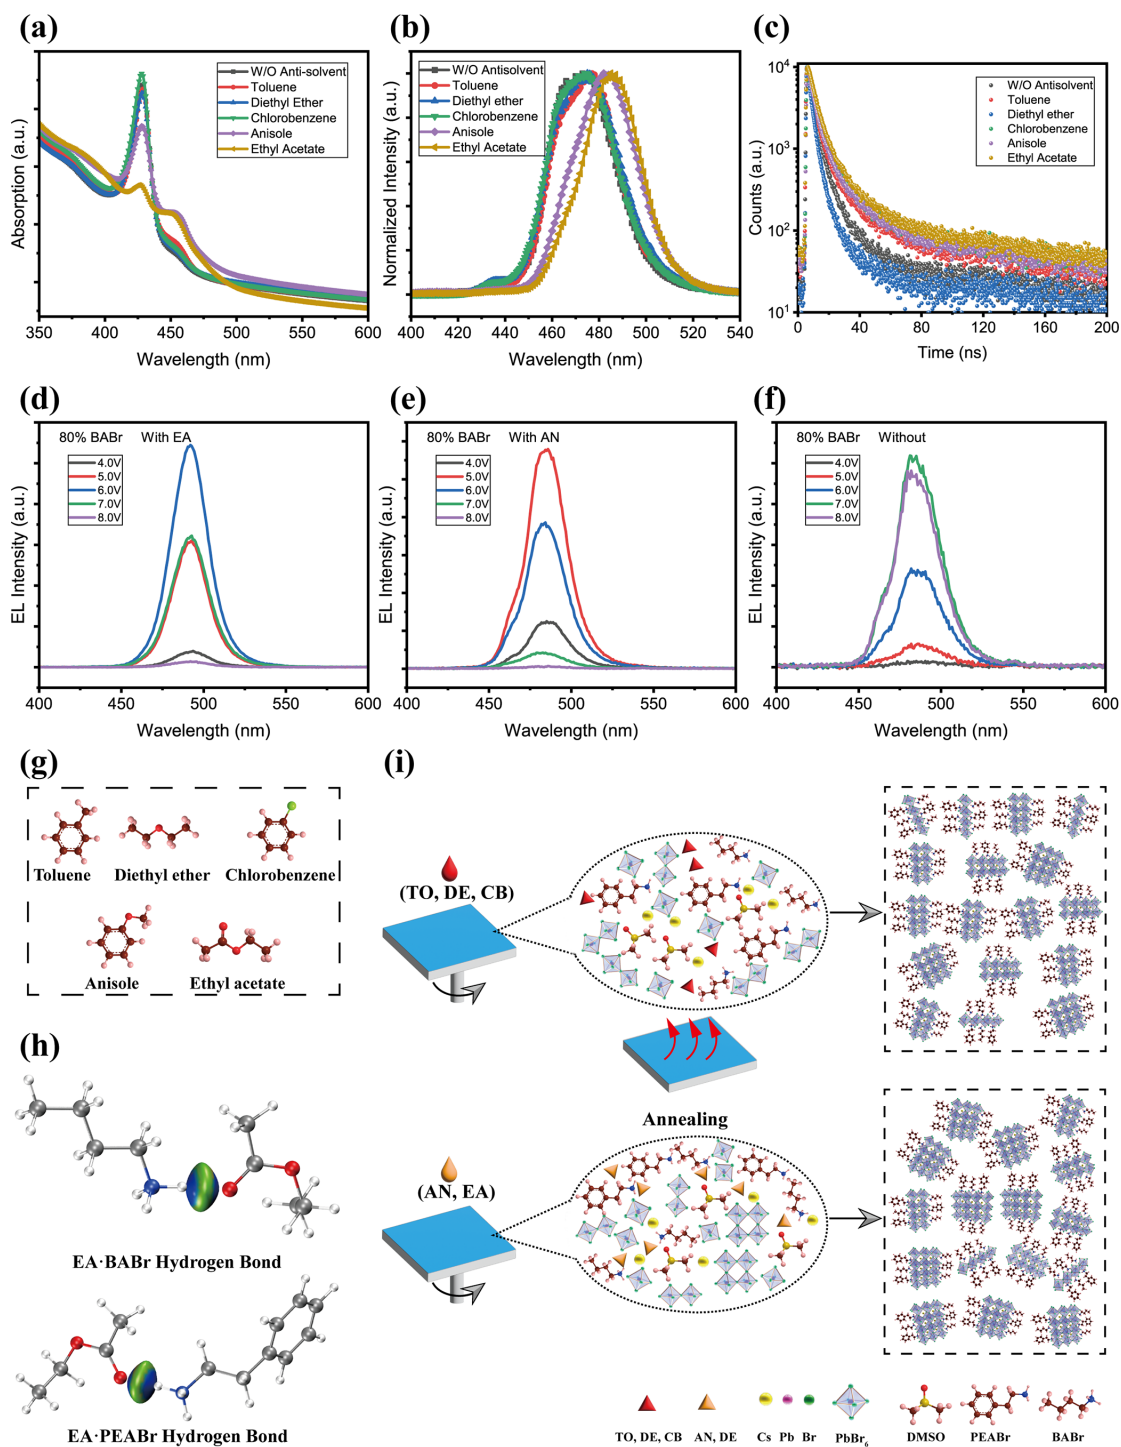 (a)
Absorption (a.u.)
W/O Anti-solvent
Toluene
Diethyl Ether
Chlorobenzene
Anisole
Ethyl Acetate
350 400 450 500 550 600
Wavelength (nm)
(b)
Normalized Intensity (a.u.)
W/O Antisolvent
Toluene
Diethyl ether
Chlorobenzene
Anisole
Ethyl Acetate
400 420 440 460 480 500 520 540
Wavelength (nm)
(c)
Counts (a.u.)
10⁴
10³
10²
10¹
W/O Antisolvent
Toluene
Diethyl ether
Chlorobenzene
Anisole
Ethyl Acetate
0 40 80 120 160 200
Time (ns)
(d)
EL Intensity (a.u.)
80% BABr With EA
4.0V
5.0V
6.0V
7.0V
8.0V
400 450 500 550 600
Wavelength (nm)
(e)
EL Intensity (a.u.)
80% BABr With AN
4.0V
5.0V
6.0V
7.0V
8.0V
400 450 500 550 600
Wavelength (nm)
(f)
EL Intensity (a.u.)
80% BABr Without
4.0V
5.0V
6.0V
7.0V
8.0V
400 450 500 550 600
Wavelength (nm)
(g)
Toluene Diethyl ether Chlorobenzene
Anisole Ethyl acetate
(h)
EA·BABr Hydrogen Bond
EA·PEABr Hydrogen Bond
(i)
(TO, DE, CB)
Annealing
(AN, EA)
TO, DE, CB AN, DE Cs Pb Br PbBr₆ DMSO PEABr BABr